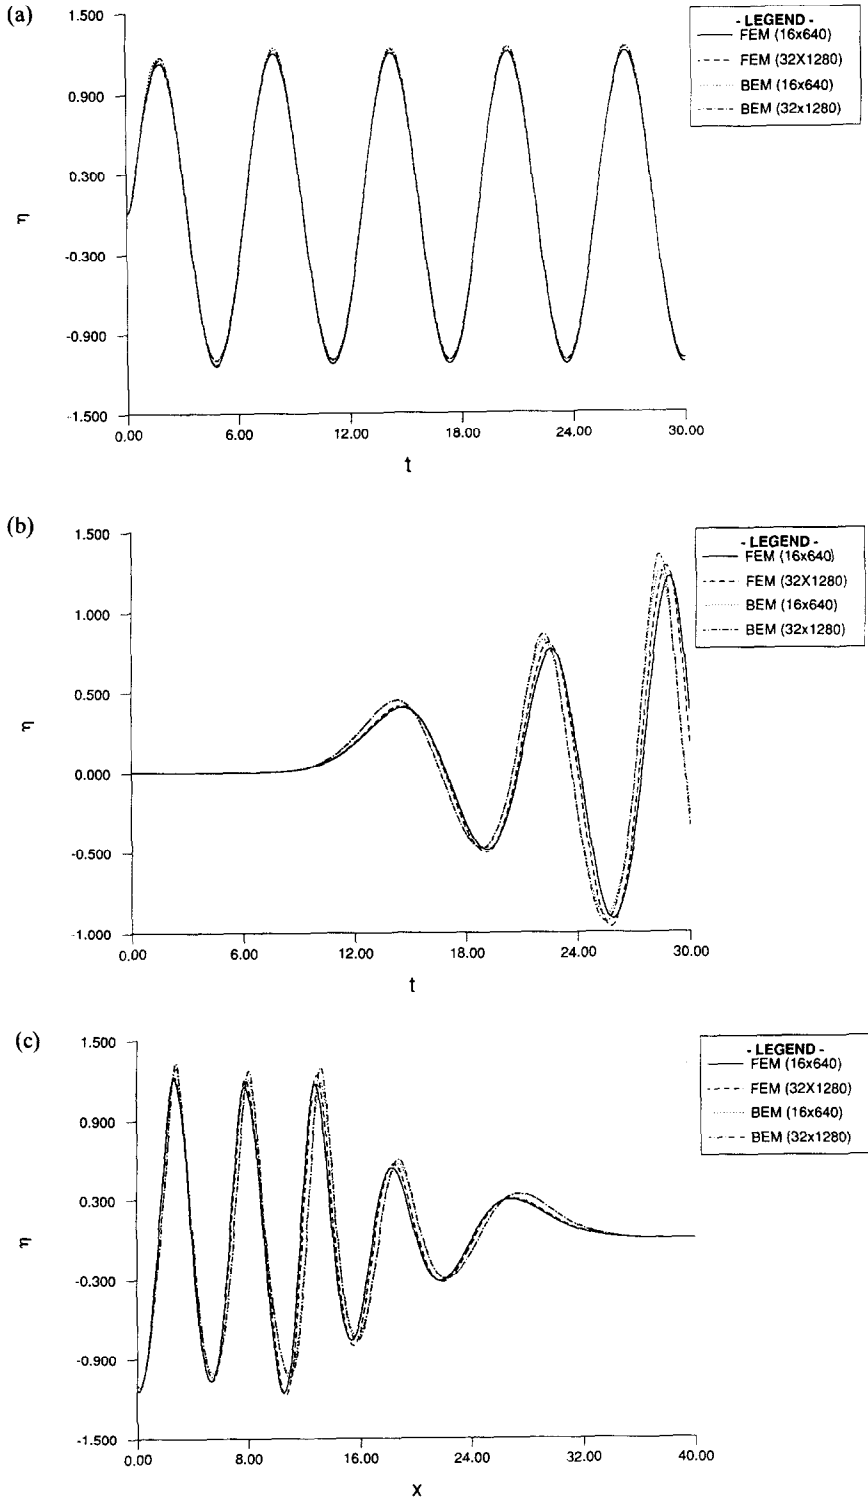 (a)
1.500
0.900
0.300
-0.300
-0.900
-1.500
η
0.00 6.00 12.00 18.00 24.00 30.00
t
- LEGEND -
FEM (16x640)
FEM (32X1280)
BEM (16x640)
BEM (32x1280)
(b)
1.500
1.000
0.500
0.000
-0.500
-1.000
η
0.00 6.00 12.00 18.00 24.00 30.00
t
- LEGEND -
FEM (16x640)
FEM (32X1280)
BEM (16x640)
BEM (32x1280)
(c)
1.500
0.900
0.300
-0.300
-0.900
-1.500
η
0.00 8.00 16.00 24.00 32.00 40.00
x
- LEGEND -
FEM (16x640)
FEM (32X1280)
BEM (16x640)
BEM (32x1280)